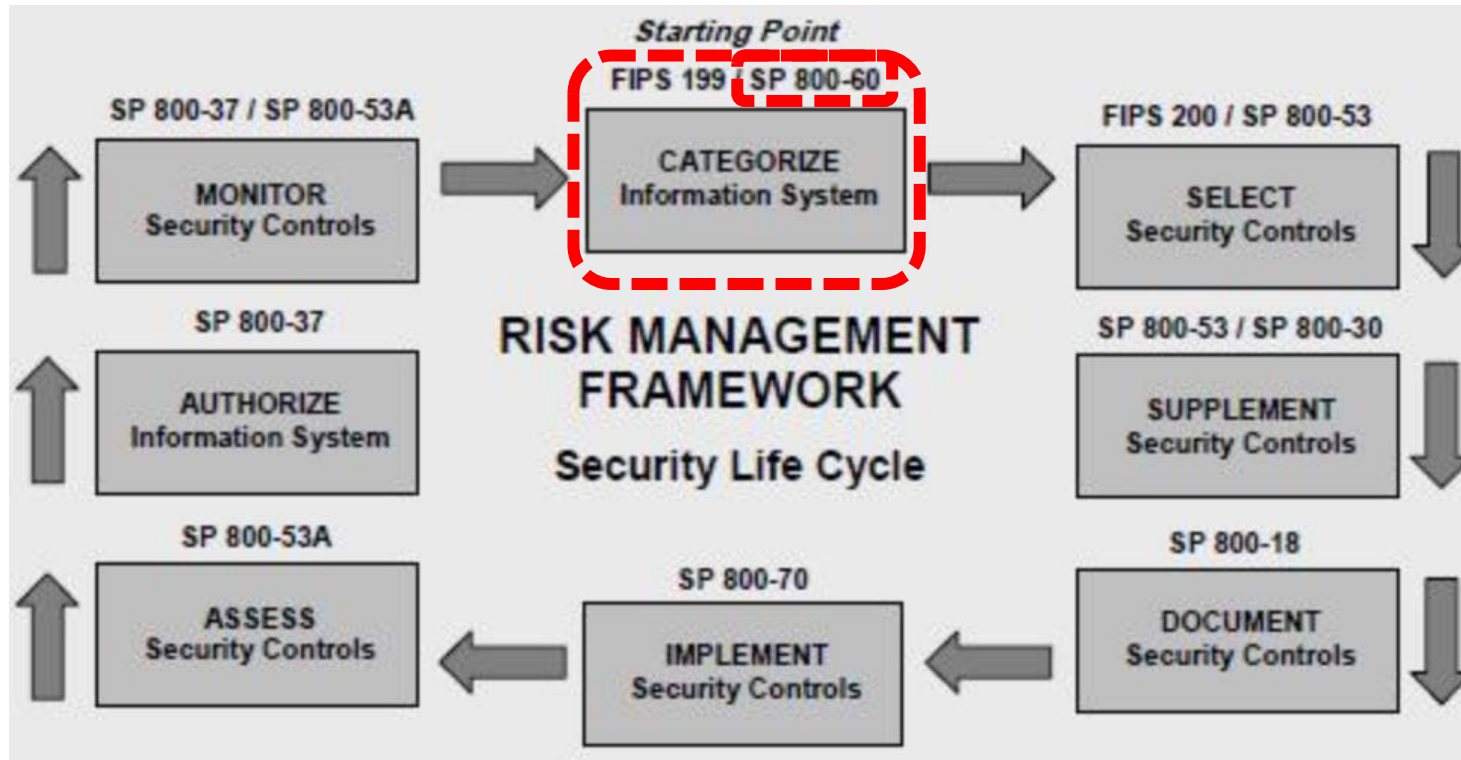 Starting Point
FIPS 199 / SP 800-60
CATEGORIZE
Information System
SP 800-37 / SP 800-53A
MONITOR
Security Controls
FIPS 200 / SP 800-53
SELECT
Security Controls
RISK MANAGEMENT
FRAMEWORK
Security Life Cycle
SP 800-37
AUTHORIZE
Information System
SP 800-53 / SP 800-30
SUPPLEMENT
Security Controls
SP 800-53A
ASSESS
Security Controls
SP 800-70
IMPLEMENT
Security Controls
SP 800-18
DOCUMENT
Security Controls